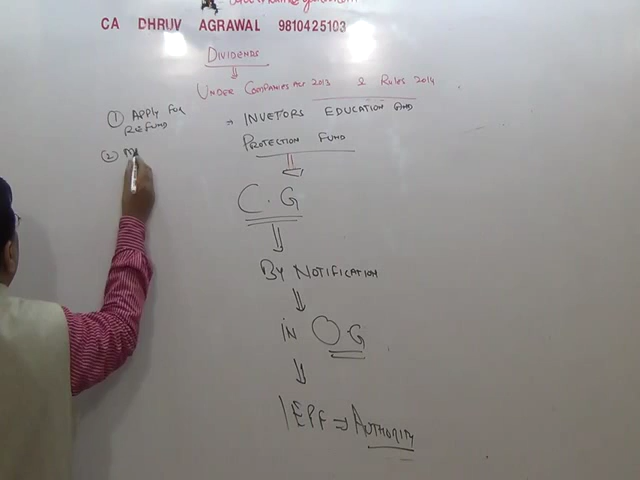 CA DHRUV AGRAWAL 9810425103
DIVIDENDS
UNDER COMPANIES ACT 2013 & RULES 2014
① APPLY FOR
REFUND
②
→ INVETORS EDUCATION AND
PROTECTION FUND
C.G
BY NOTIFICATION
IN OG
IEPF ⇒ AUTHORITY